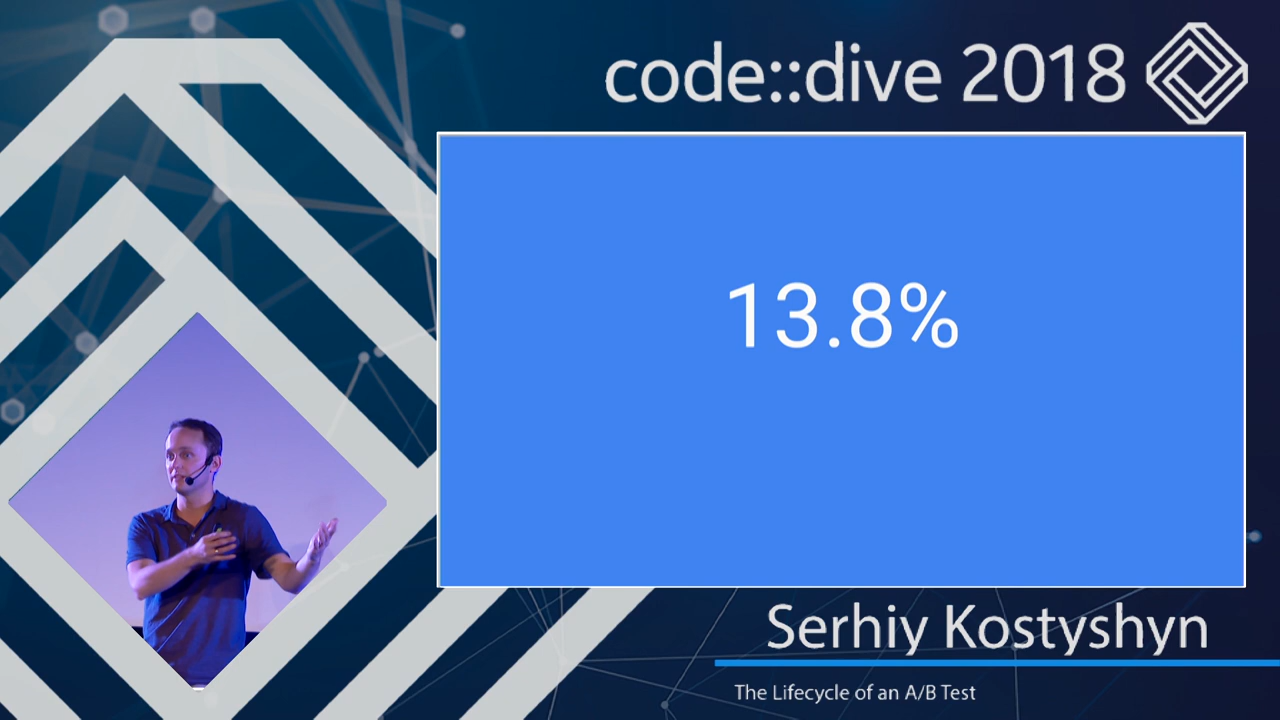 code::dive 2018
13.8%
Serhiy Kostyshyn
The Lifecycle of an A/B Test